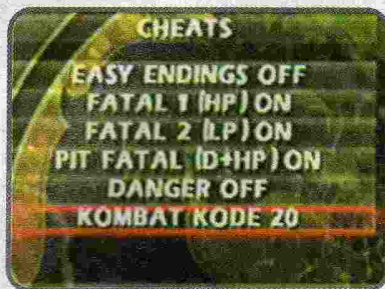 CHEATS
EASY ENDINGS OFF
FATAL 1 (HP) ON
FATAL 2 (LP) ON
PIT FATAL (D+HP) ON
DANGER OFF
KOMBAT KODE 20